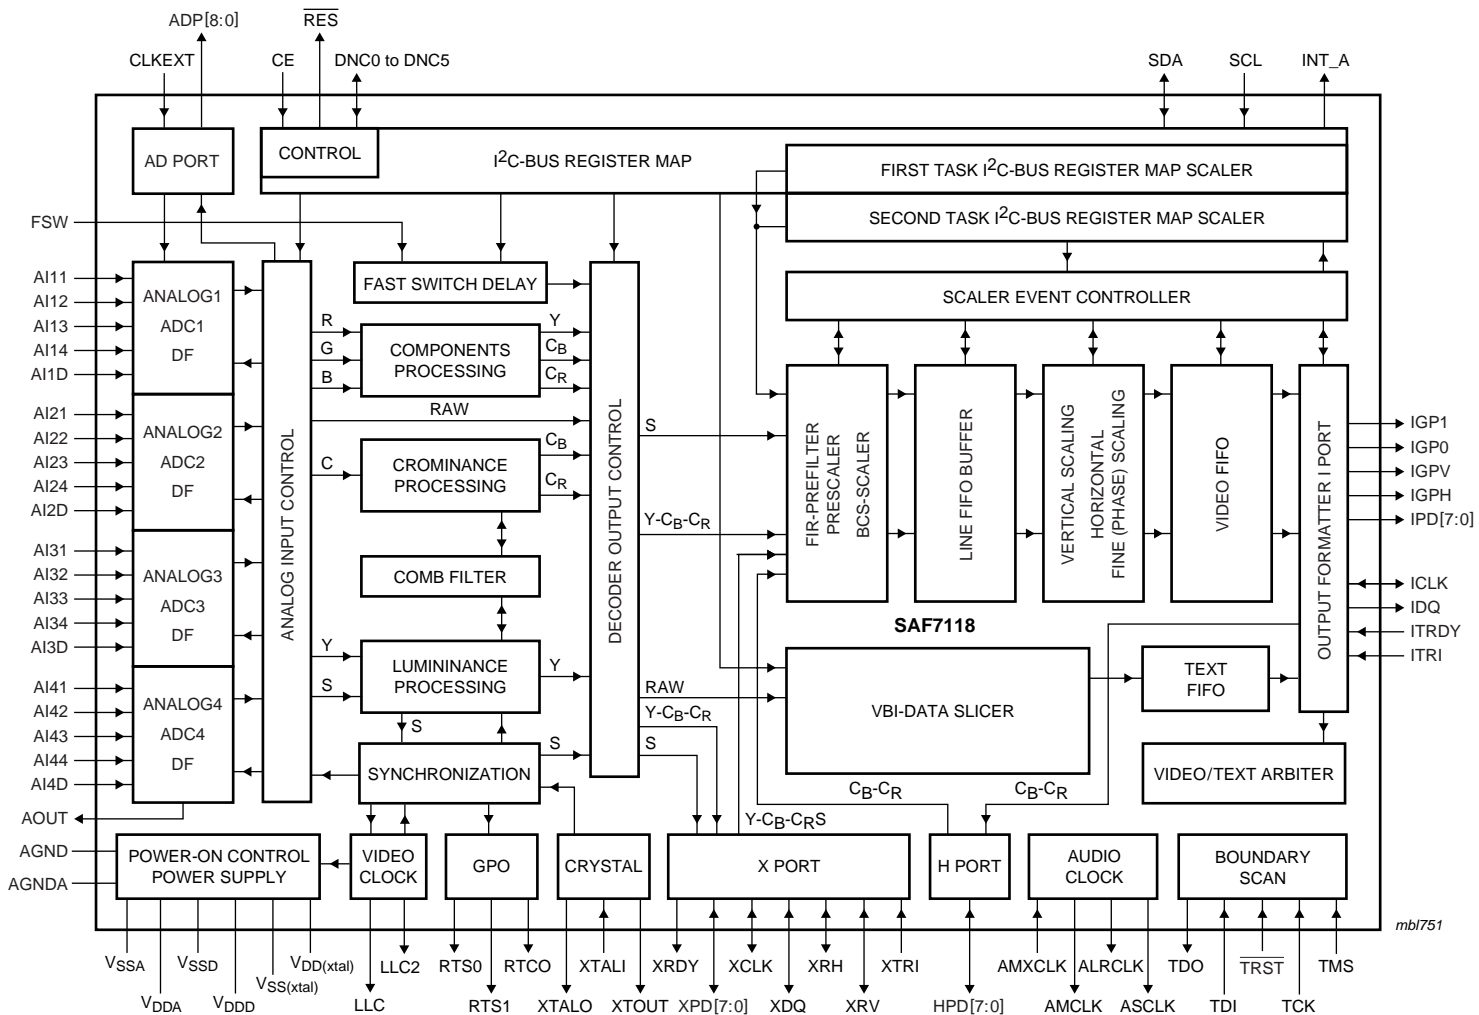 ADP[8:0]
RES
CLKEXT
CE
DNC0 to DNC5
SDA
SCL
INT_A
AD PORT
CONTROL
I2C-BUS REGISTER MAP
FIRST TASK I2C-BUS REGISTER MAP SCALER
SECOND TASK I2C-BUS REGISTER MAP SCALER
FSW
FAST SWITCH DELAY
SCALER EVENT CONTROLLER
AI11
AI12
AI13
AI14
AI1D
ANALOG1
ADC1
DF
AI21
AI22
AI23
AI24
AI2D
ANALOG2
ADC2
DF
AI31
AI32
AI33
AI34
AI3D
ANALOG3
ADC3
DF
AI41
AI42
AI43
AI44
AI4D
ANALOG4
ADC4
DF
AOUT
AGND
AGNDA
ANALOG INPUT CONTROL
R
G
B
COMPONENTS
PROCESSING
Y
CB
CR
RAW
C
CROMINANCE
PROCESSING
CB
CR
COMB FILTER
Y
S
LUMININANCE
PROCESSING
Y
S
SYNCHRONIZATION
S
DECODER OUTPUT CONTROL
S
Y-CB-CR
RAW
Y-CB-CR
S
FIR-PREFILTER
PRESCALER
BCS-SCALER
LINE FIFO BUFFER
VERTICAL SCALING
HORIZONTAL
FINE (PHASE) SCALING
VIDEO FIFO
OUTPUT FORMATTER I PORT
IGP1
IGP0
IGPV
IGPH
IPD[7:0]
ICLK
IDQ
ITRDY
ITRI
SAF7118
VBI-DATA SLICER
TEXT
FIFO
VIDEO/TEXT ARBITER
CB-CR
CB-CR
Y-CB-CRS
POWER-ON CONTROL
POWER SUPPLY
VIDEO
CLOCK
GPO
CRYSTAL
X PORT
H PORT
AUDIO
CLOCK
BOUNDARY
SCAN
mbl751
VSSA
VDDA
VSSD
VDDD
VSS(xtal)
VDD(xtal)
LLC
LLC2
RTS0
RTS1
RTCO
XTALO
XTALI
XTOUT
XRDY
XPD[7:0]
XCLK
XDQ
XRH
XRV
XTRI
HPD[7:0]
AMXCLK
AMCLK
ALRCLK
ASCLK
TDO
TDI
TRST
TCK
TMS